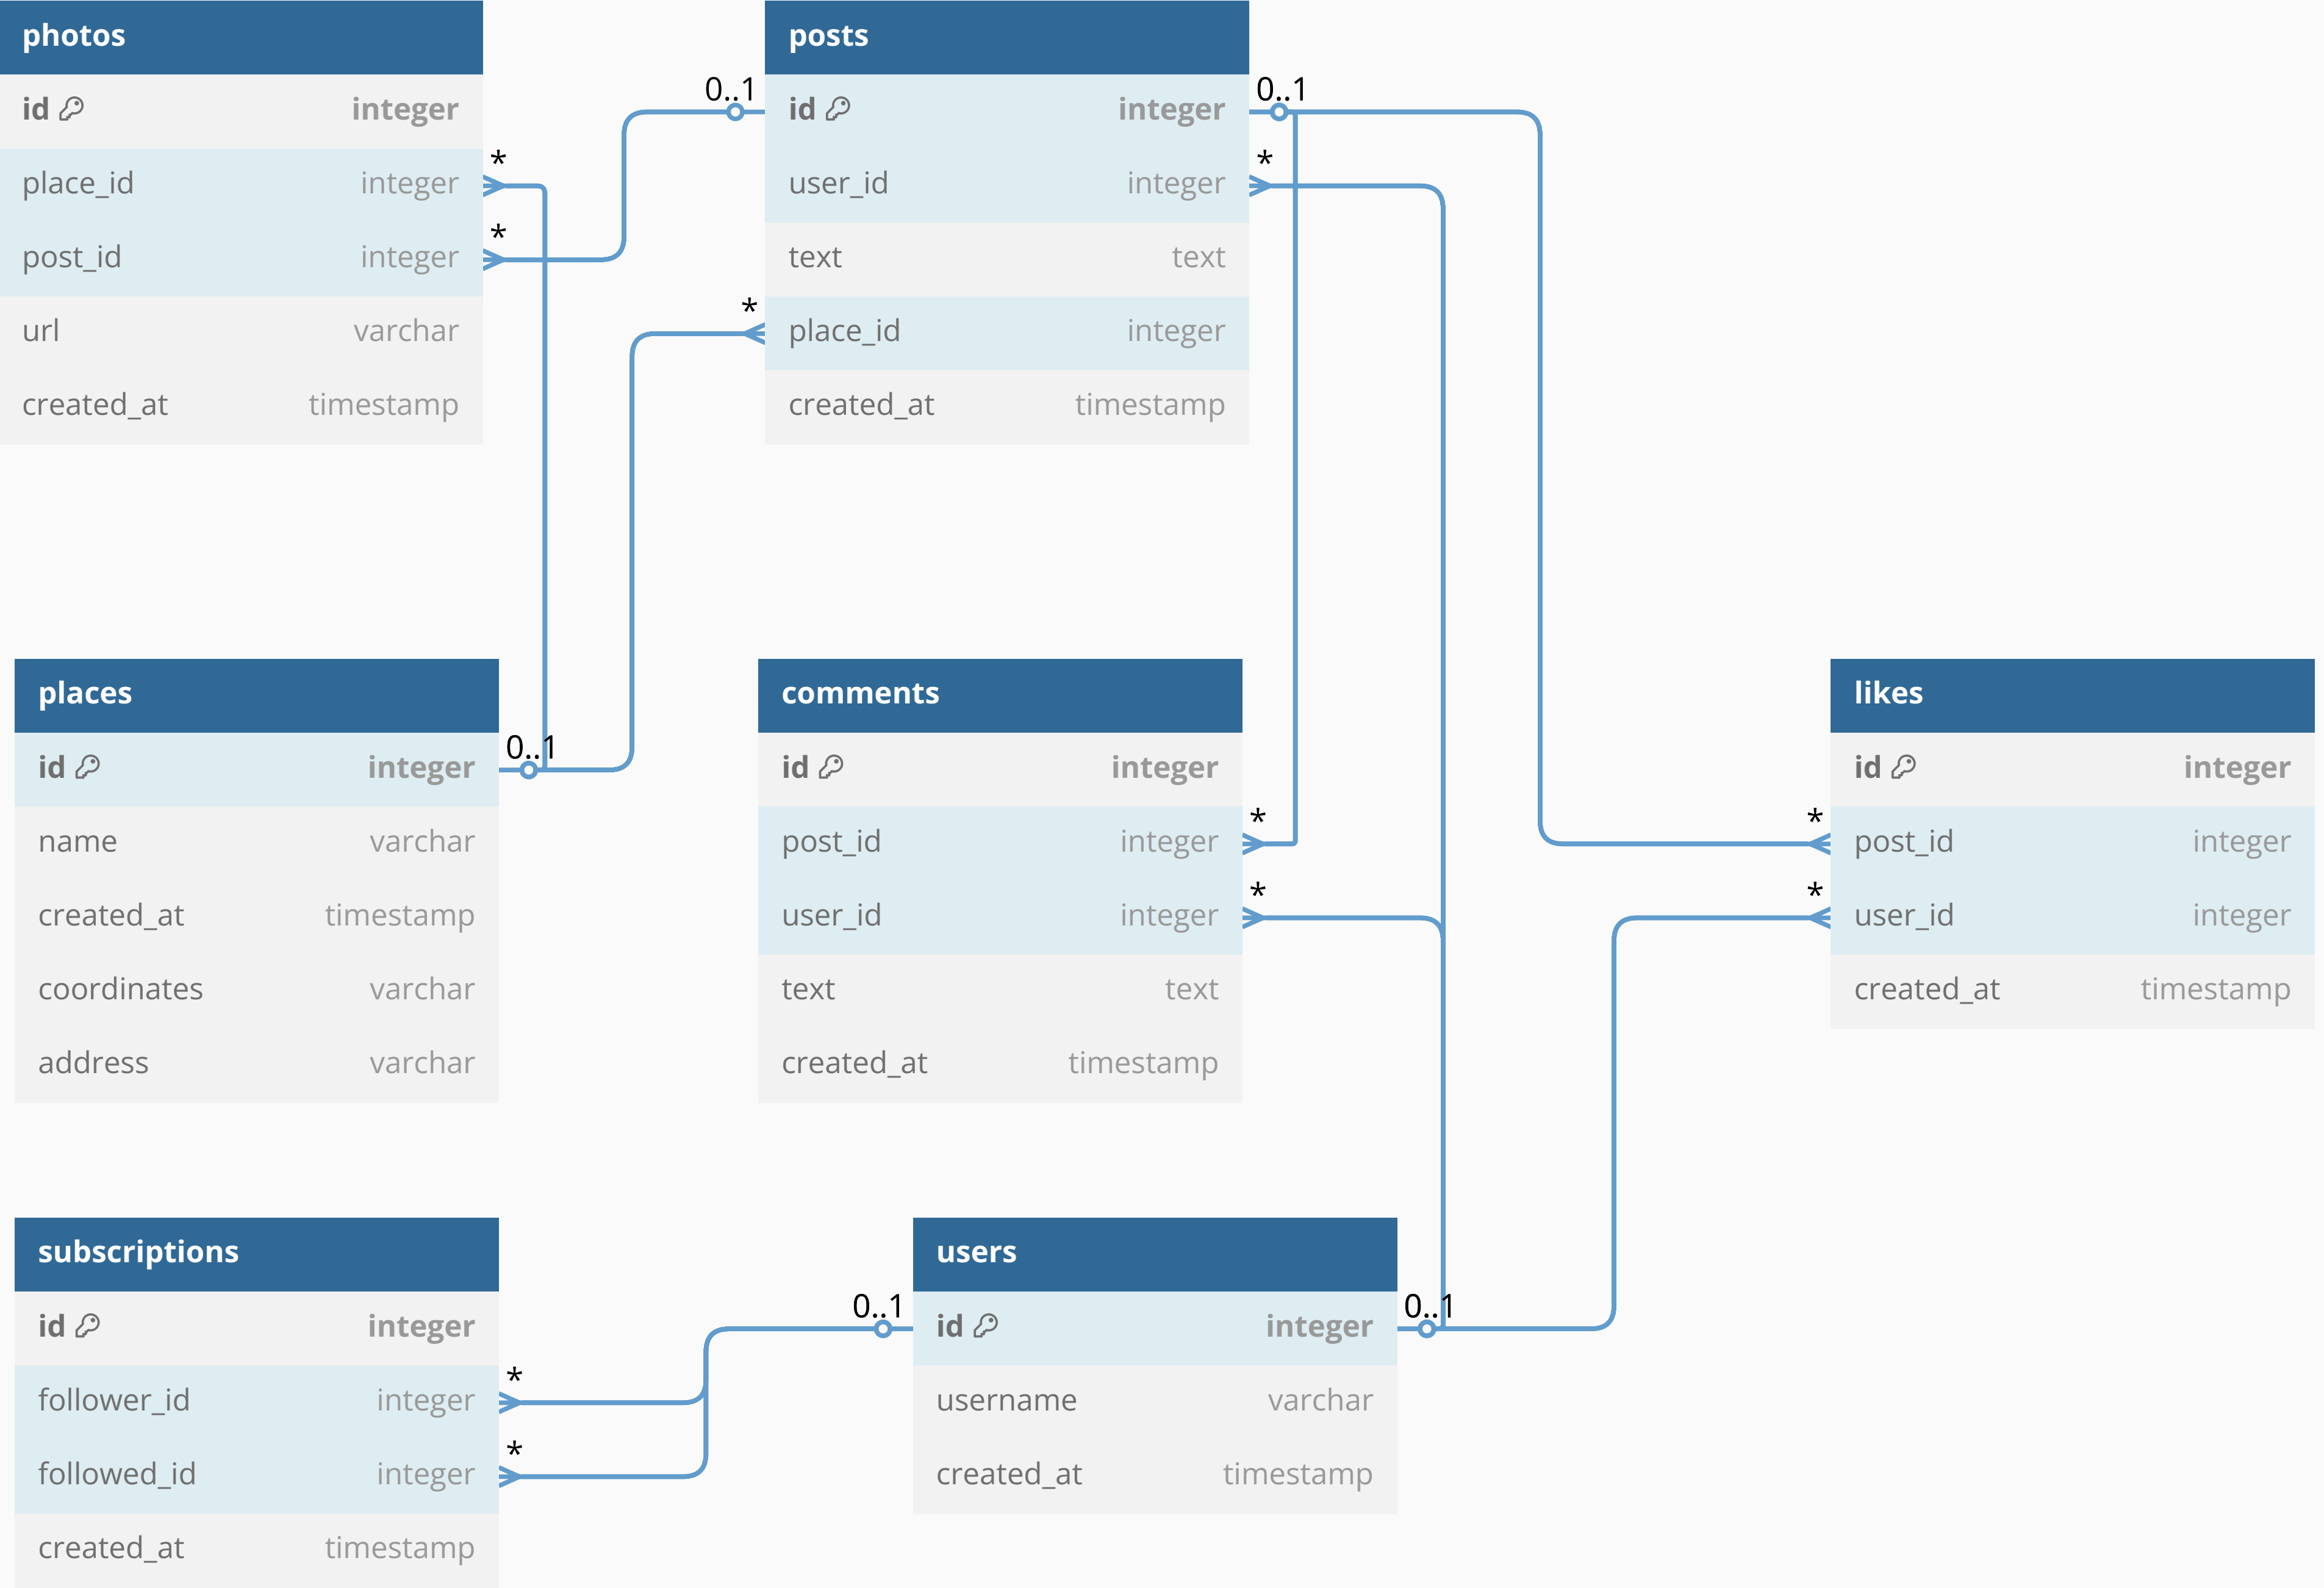 photos
id integer
place_id integer
post_id integer
url varchar
created_at timestamp
*
*
0..1
posts
id integer
user_id integer
text text
place_id integer
created_at timestamp
*
0..1
*
places
id integer
name varchar
created_at timestamp
coordinates varchar
address varchar
0..1
comments
id integer
post_id integer
user_id integer
text text
created_at timestamp
*
*
likes
id integer
post_id integer
user_id integer
created_at timestamp
*
*
subscriptions
id integer
follower_id integer
followed_id integer
created_at timestamp
*
*
0..1
users
id integer
username varchar
created_at timestamp
0..1